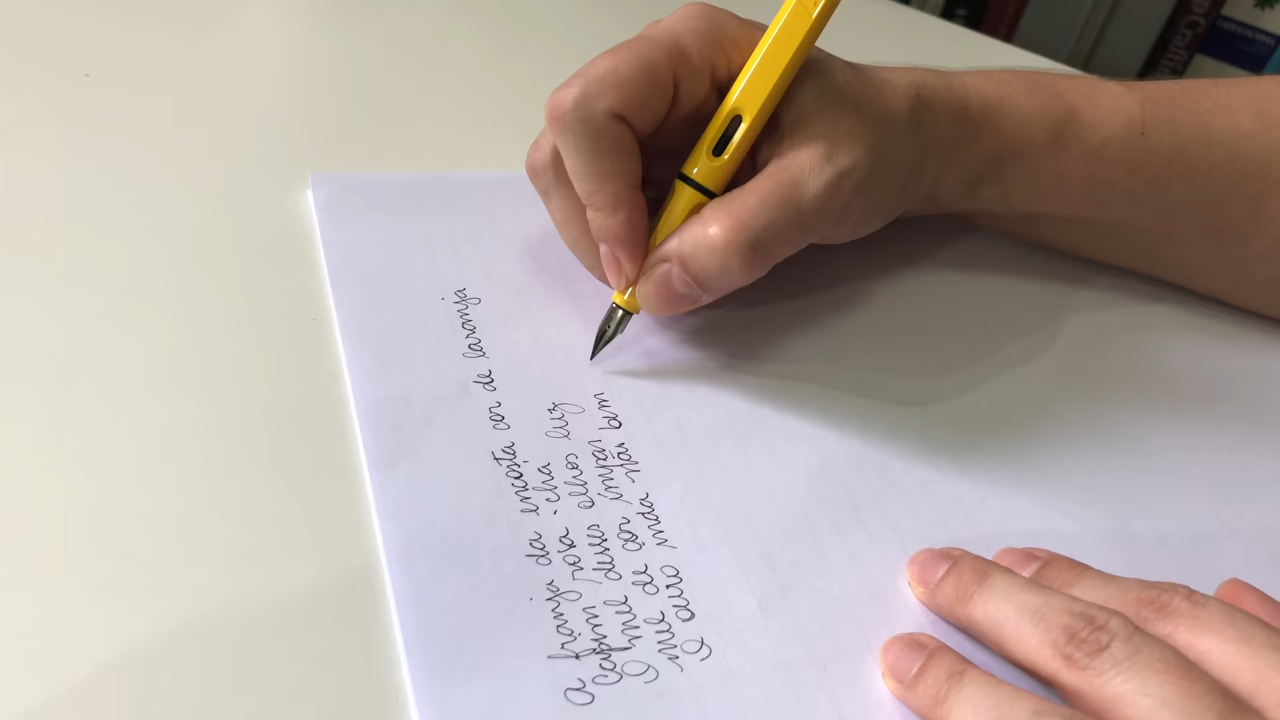 A franja da encosta cor de laranja
capim rosa chá
O mel desses olhos luz
mel de cor ímpar
O ouro inda não bem